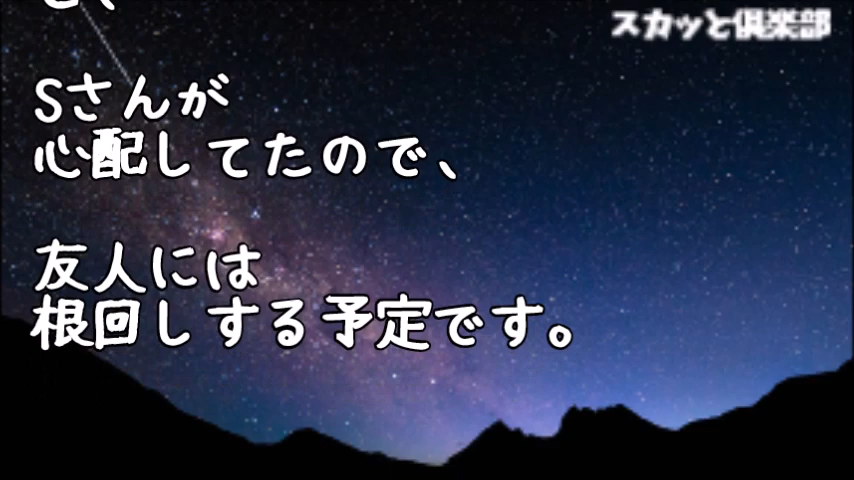 スカッと倶楽部
Sさんが
心配してたので、
友人には
根回しする予定です。